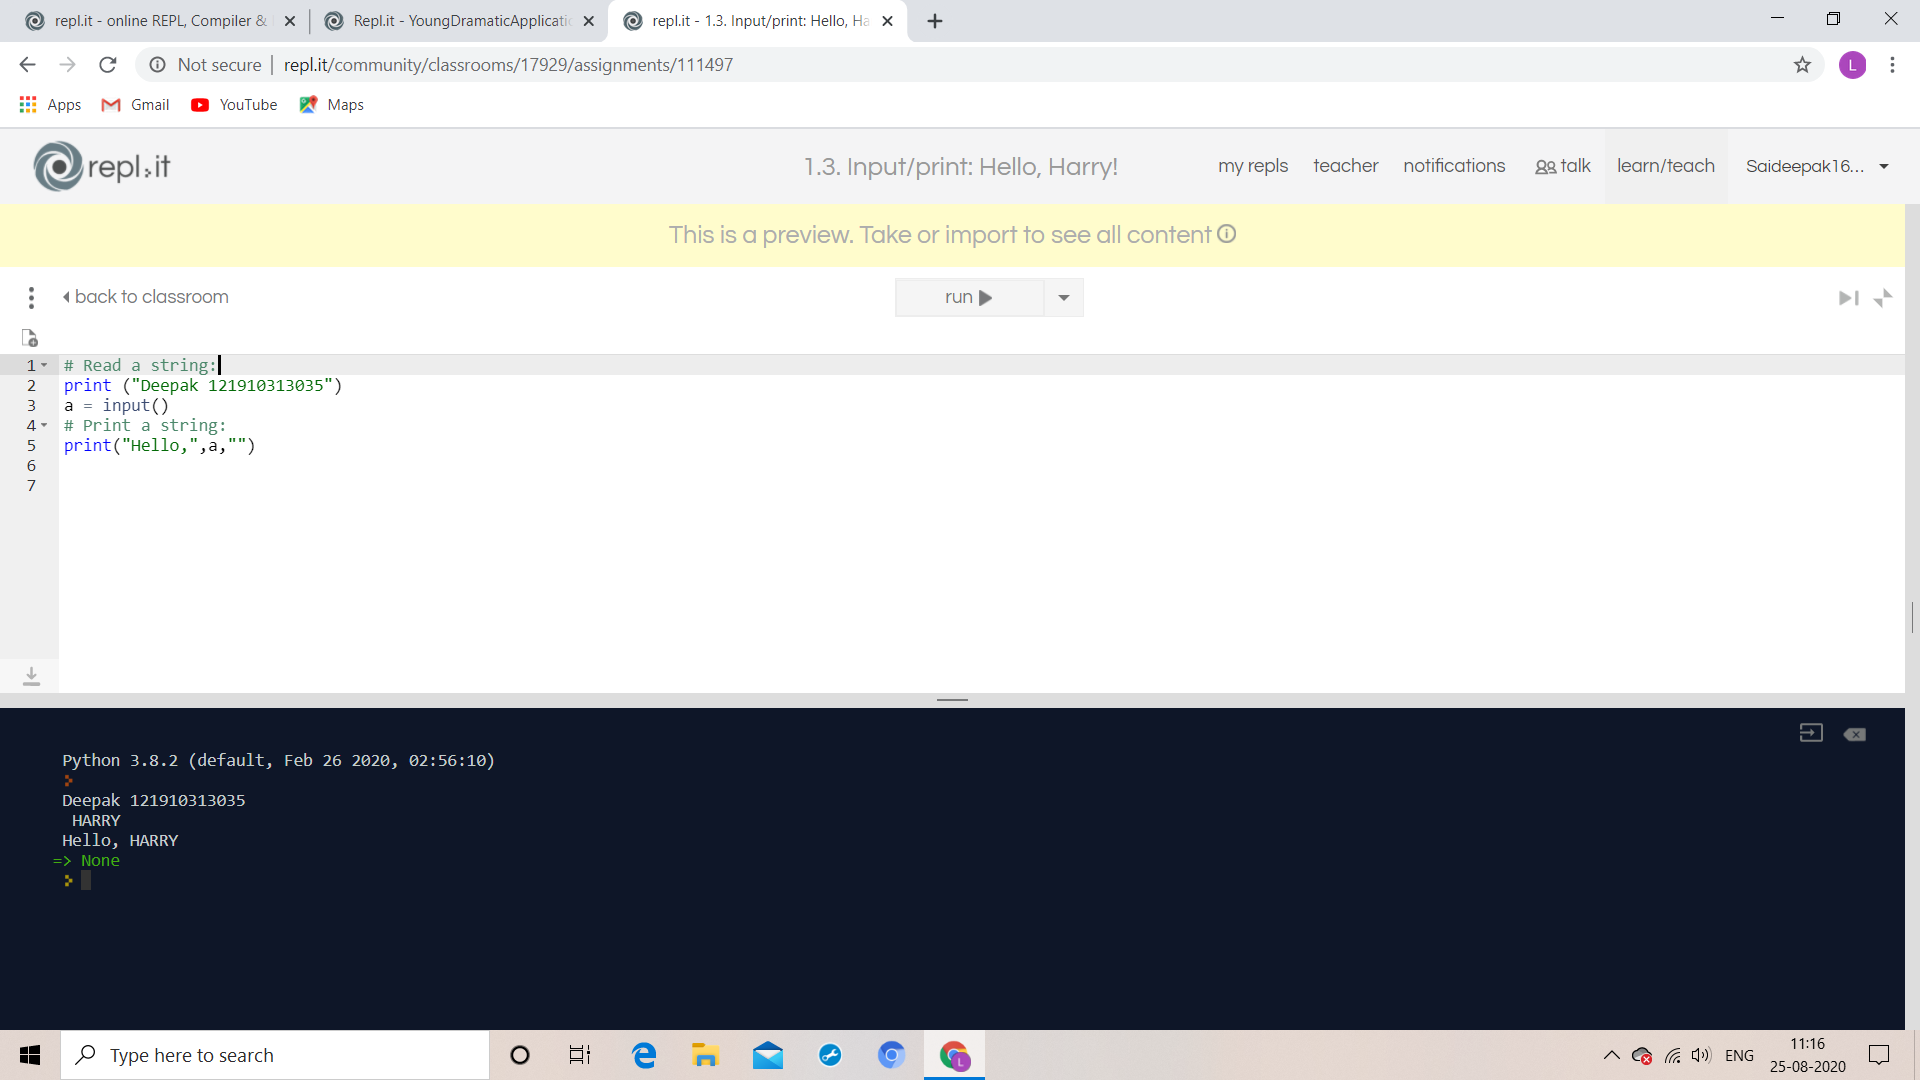 repl.it - online REPL, Compiler &
Repl.it - YoungDramaticApplicati
repl.it - 1.3. Input/print: Hello, Ha
Not secure | repl.it/community/classrooms/17929/assignments/111497
L
Apps Gmail YouTube Maps
repl.it
1.3. Input/print: Hello, Harry!
my repls teacher notifications talk learn/teach Saideepak16...
This is a preview. Take or import to see all content
back to classroom
run
1 # Read a string:
2 print ("Deepak 121910313035")
3 a = input()
4 # Print a string:
5 print("Hello,",a,"")
6
7
Python 3.8.2 (default, Feb 26 2020, 02:56:10)
Deepak 121910313035
HARRY
Hello, HARRY
=> None
Type here to search
L
ENG
11:16
25-08-2020